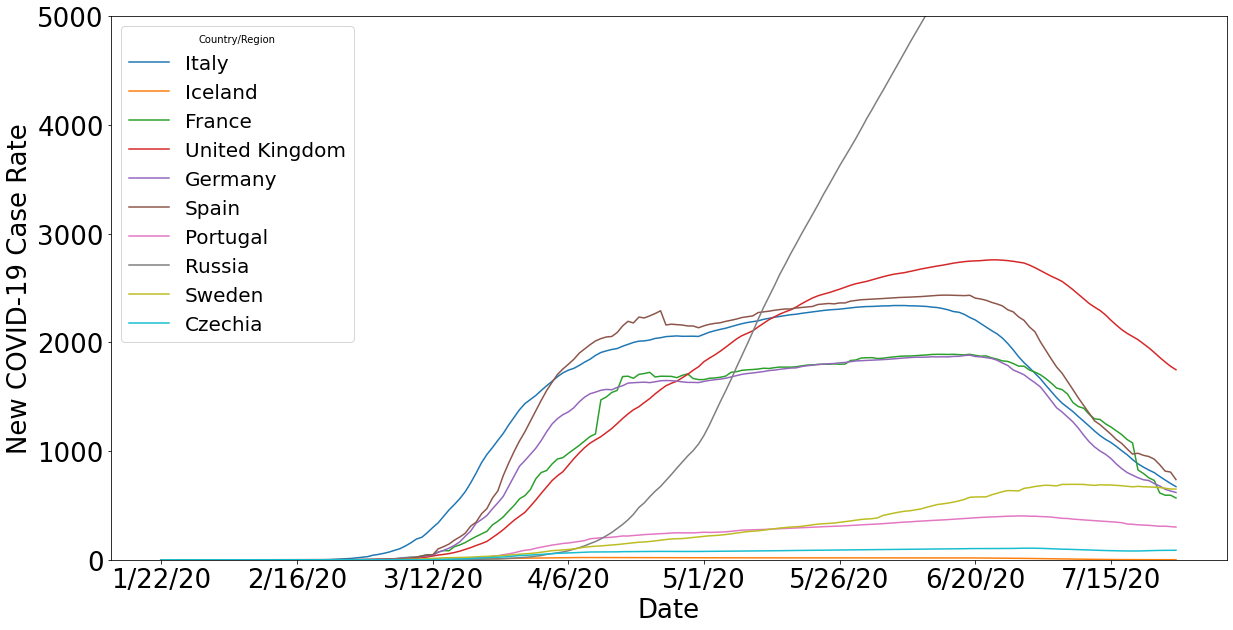 New COVID-19 Case Rate
5000
4000
3000
2000
1000
0
Country/Region
Italy
Iceland
France
United Kingdom
Germany
Spain
Portugal
Russia
Sweden
Czechia
1/22/20 2/16/20 3/12/20 4/6/20 5/1/20 5/26/20 6/20/20 7/15/20
Date